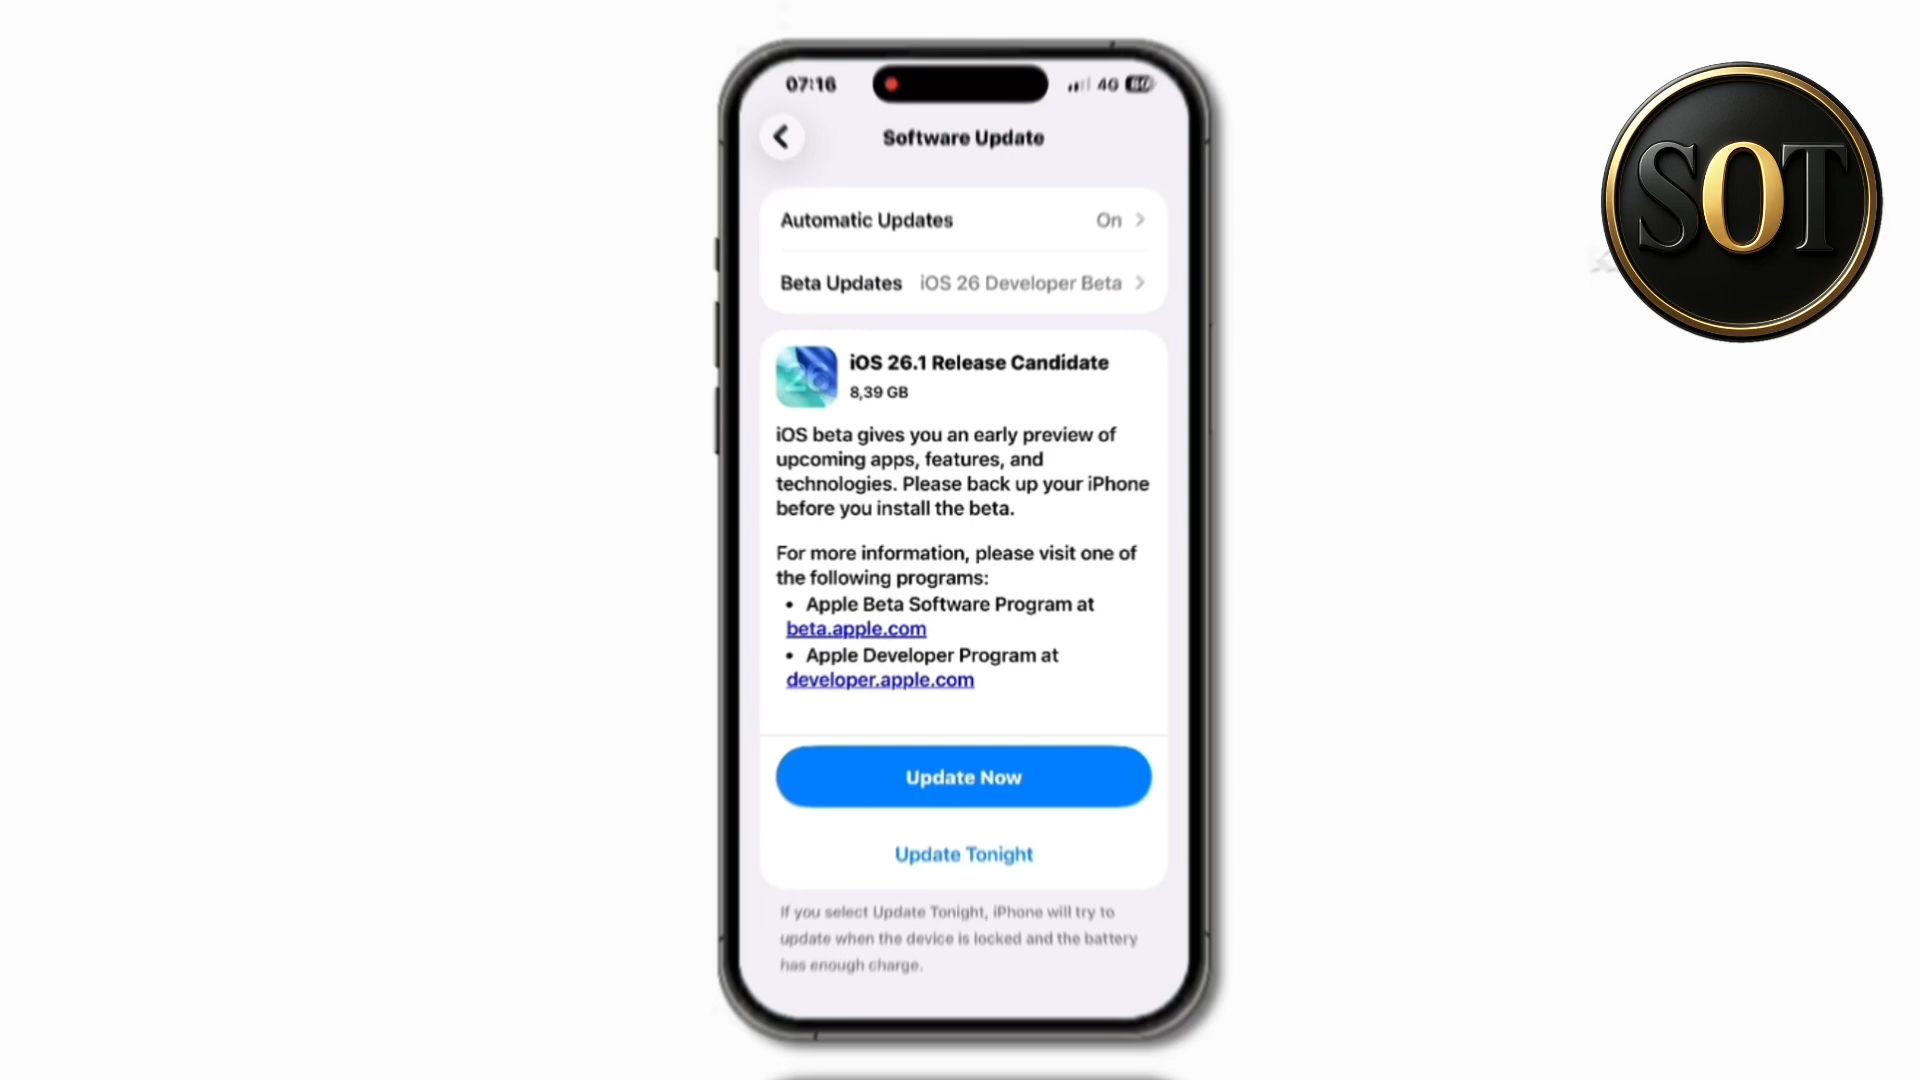 07:16
4G
SOT
Software Update
Automatic Updates On
Beta Updates iOS 26 Developer Beta
26
iOS 26.1 Release Candidate
8,39 GB
iOS beta gives you an early preview of
upcoming apps, features, and
technologies. Please back up your iPhone
before you install the beta.
For more information, please visit one of
the following programs:
• Apple Beta Software Program at
beta.apple.com
• Apple Developer Program at
developer.apple.com
Update Now
Update Tonight
If you select Update Tonight, iPhone will try to
update when the device is locked and the battery
has enough charge.